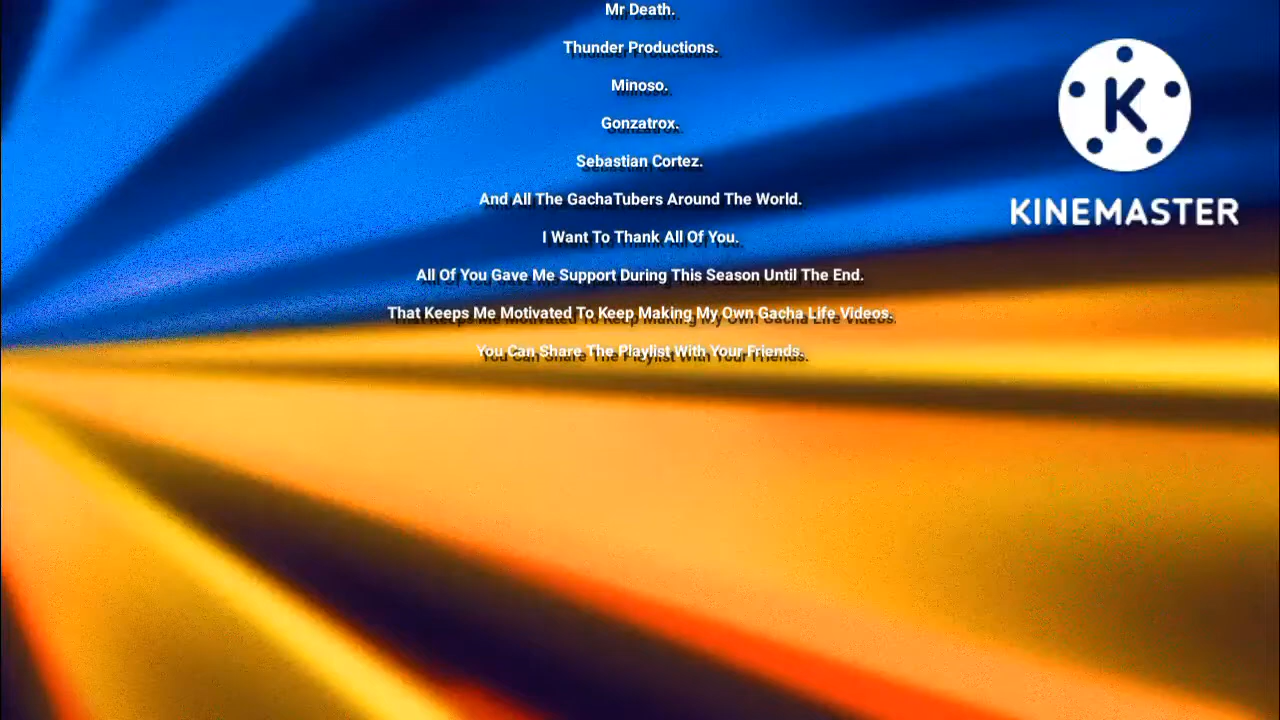 Mr Death.
Thunder Productions.
Minoso.
Gonzatrox.
Sebastian Cortez.
And All The GachaTubers Around The World.
I Want To Thank All Of You.
All Of You Gave Me Support During This Season Until The End.
That Keeps Me Motivated To Keep Making My Own Gacha Life Videos.
You Can Share The Playlist With Your Friends.
K
KINEMASTER